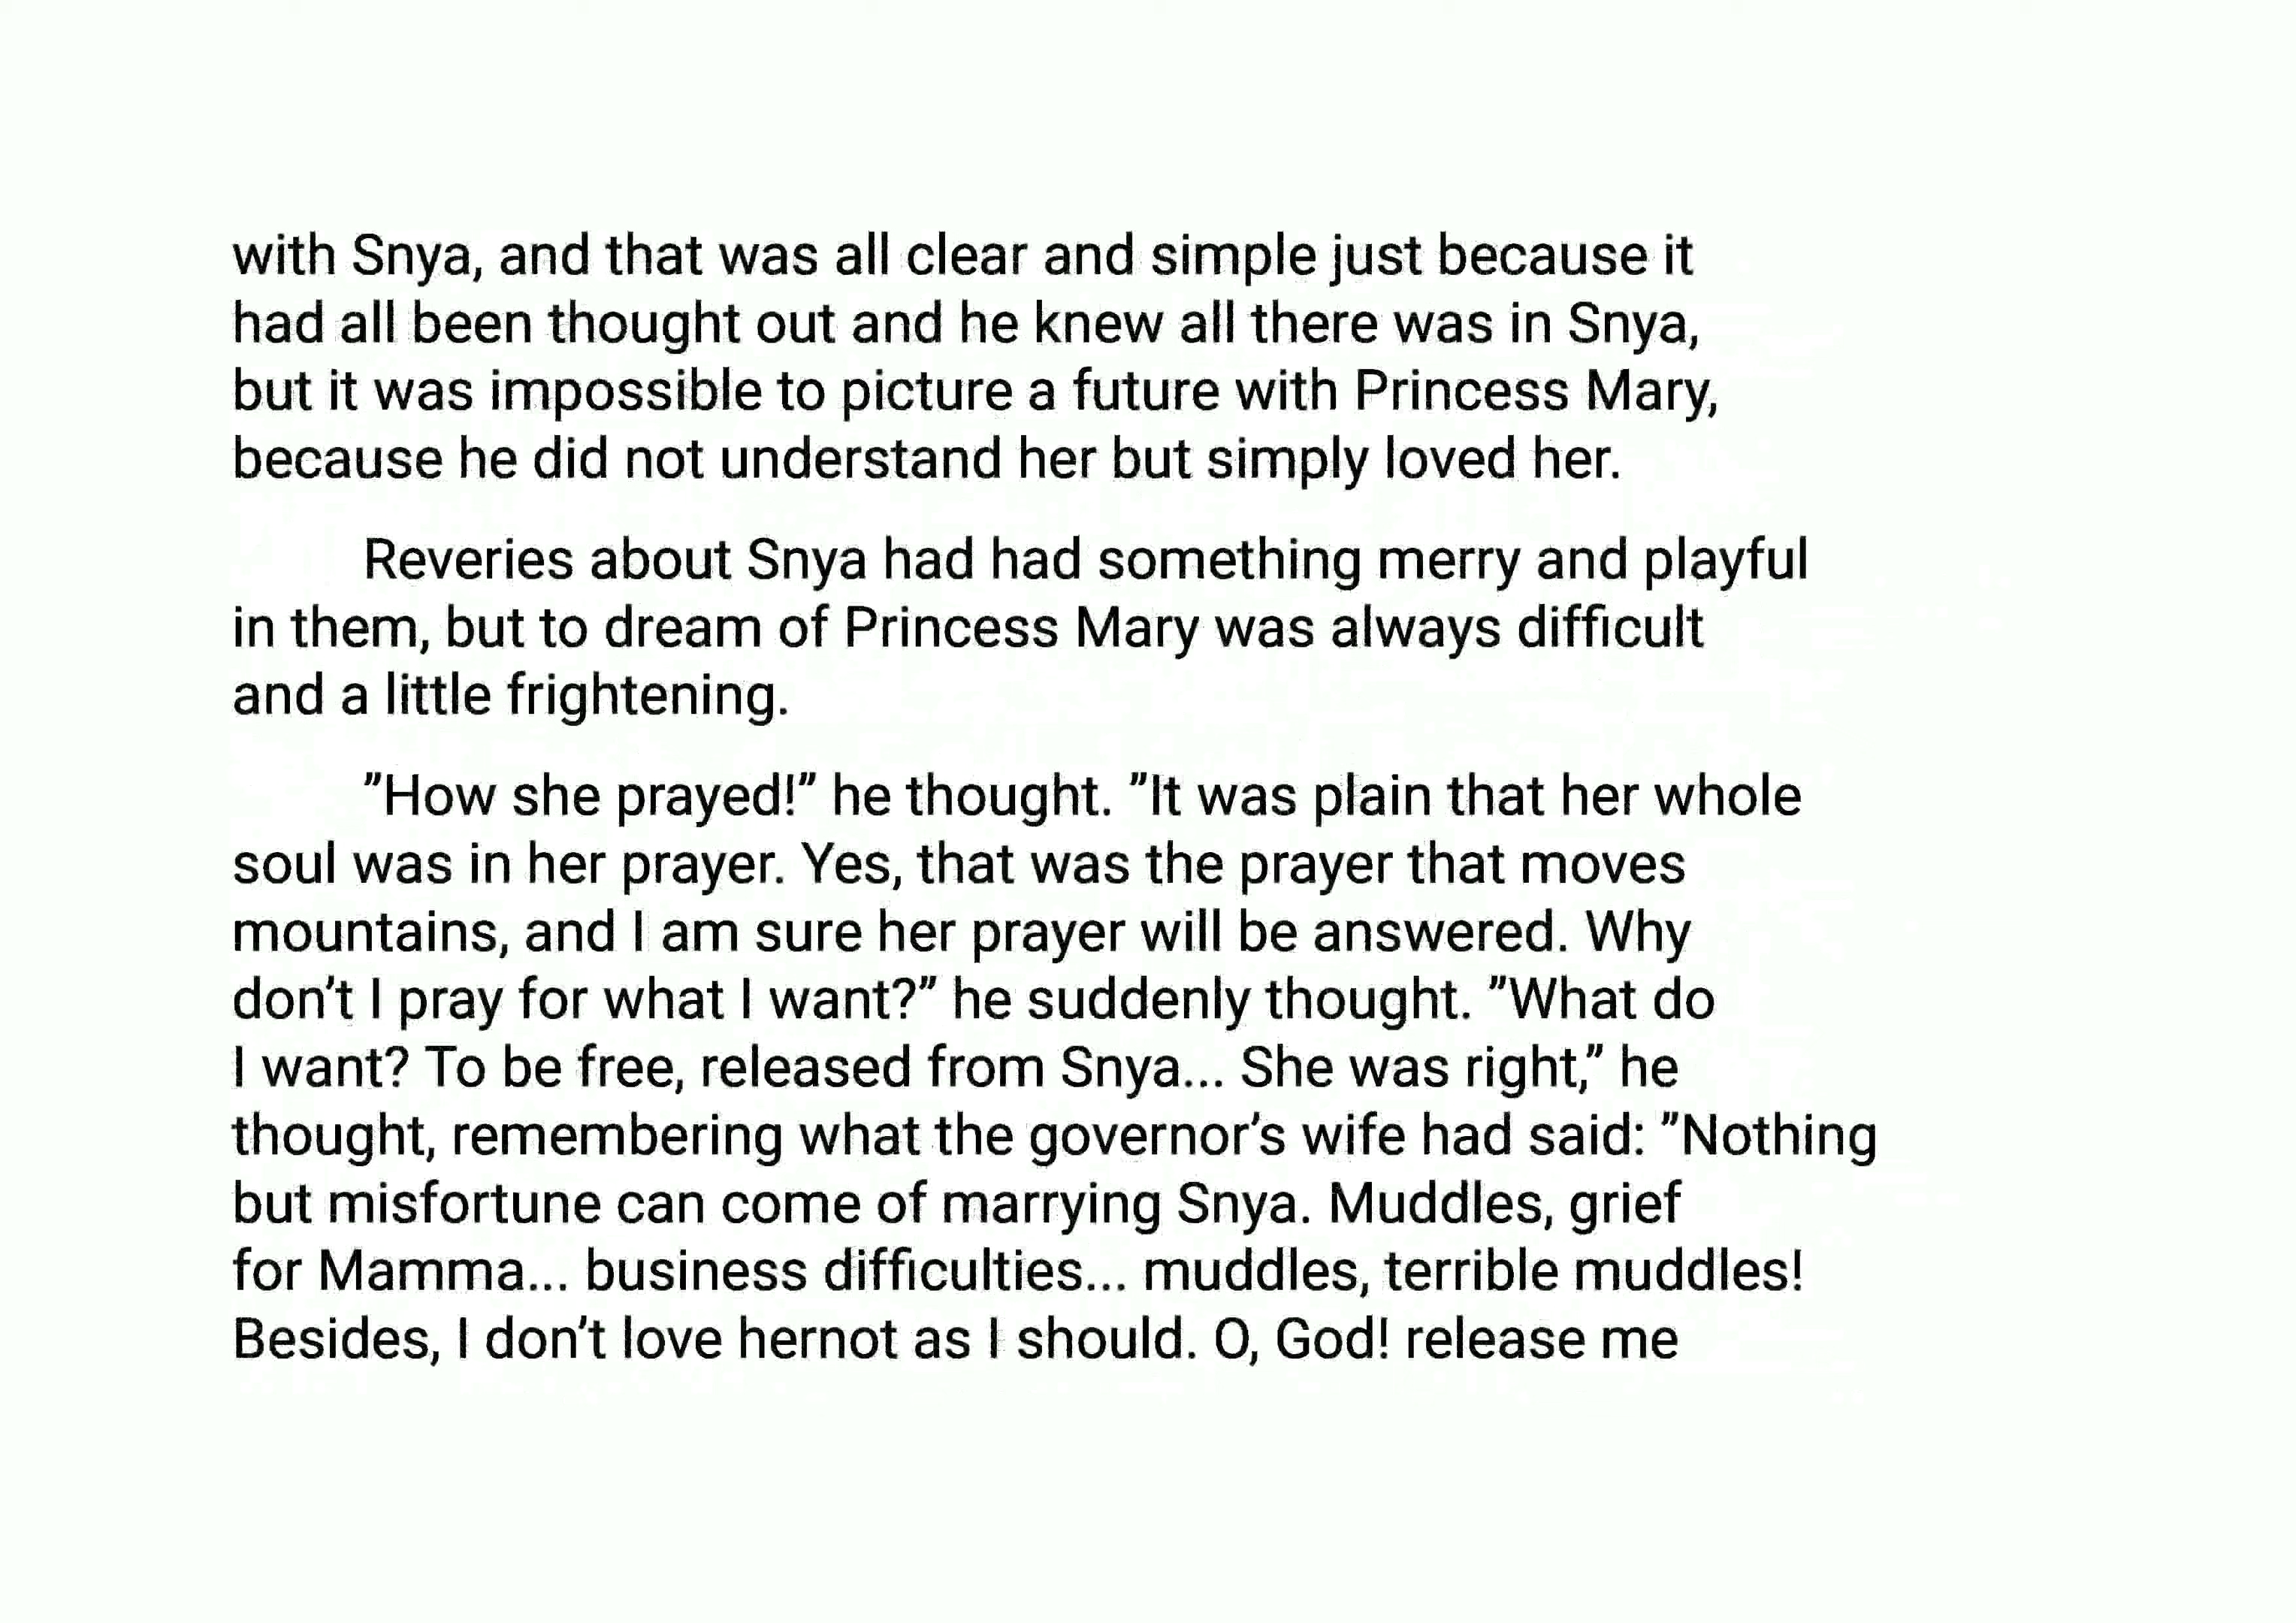 with Snya, and that was all clear and simple just because it
had all been thought out and he knew all there was in Snya,
but it was impossible to picture a future with Princess Mary,
because he did not understand her but simply loved her.
Reveries about Snya had had something merry and playful
in them, but to dream of Princess Mary was always difficult
and a little frightening.
”How she prayed!” he thought. ”It was plain that her whole
soul was in her prayer. Yes, that was the prayer that moves
mountains, and I am sure her prayer will be answered. Why
don’t I pray for what I want?” he suddenly thought. ”What do
I want? To be free, released from Snya... She was right,” he
thought, remembering what the governor’s wife had said: ”Nothing
but misfortune can come of marrying Snya. Muddles, grief
for Mamma... business difficulties... muddles, terrible muddles!
Besides, I don’t love hernot as I should. O, God! release me